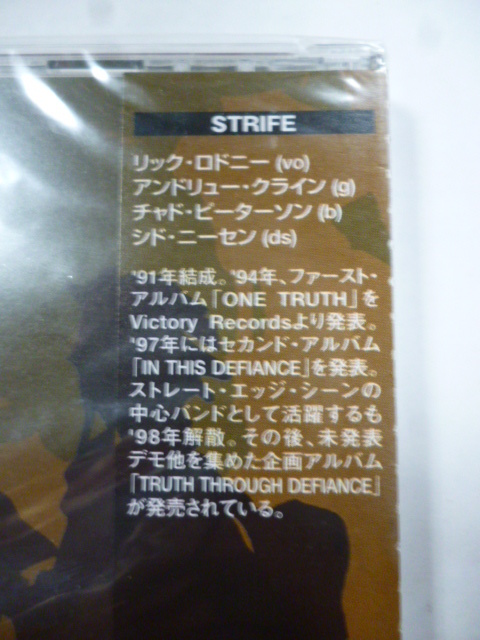 STRIFE
リック・ロドニー(vo)
アンドリュー・クライン(g)
チャド・ピーターソン(b)
シド・ニーセン(ds)
'91年結成。'94年、ファースト・
アルバム「ONE TRUTH」を
Victory Recordsより発表。
'97年にはセカンド・アルバム
「IN THIS DEFIANCE」を発表。
ストレート・エッジ・シーンの
中心バンドとして活躍するも
'98年解散。その後、未発表
デモ他を集めた企画アルバム
「TRUTH THROUGH DEFIANCE」
が発売されている。